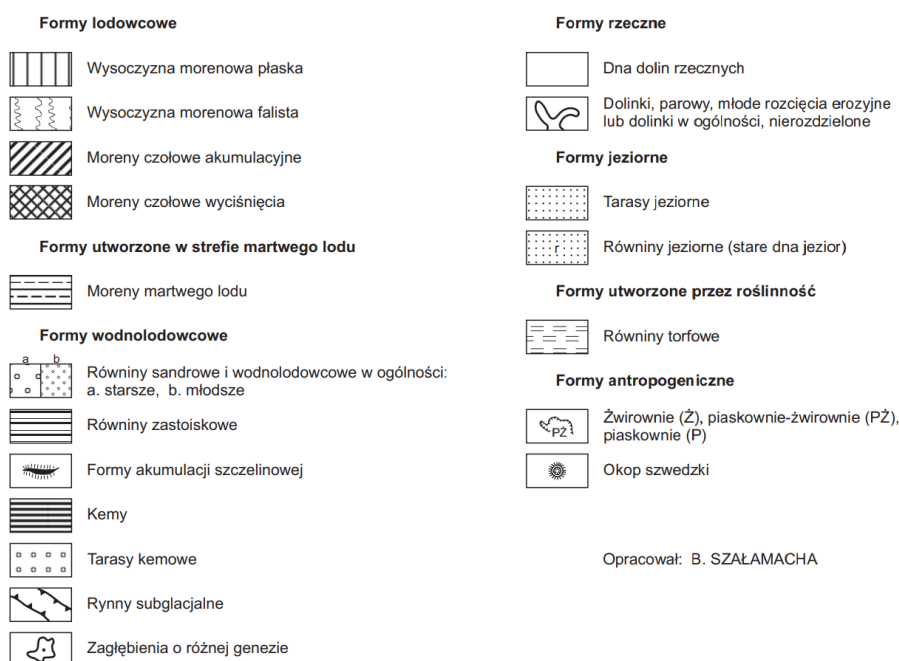 Formy lodowcowe
Wysoczyzna morenowa płaska
Wysoczyzna morenowa falista
Moreny czołowe akumulacyjne
Moreny czołowe wyciśnięcia
Formy utworzone w strefie martwego lodu
Moreny martwego lodu
Formy wodnolodowcowe
a b
Równiny sandrowe i wodnolodowcowe w ogólności:
a. starsze, b. młodsze
Równiny zastoiskowe
Formy akumulacji szczelinowej
Kemy
Tarasy kemowe
Rynny subglacjalne
Zagłębienia o różnej genezie
Formy rzeczne
Dna dolin rzecznych
Dolinki, parowy, młode rozcięcia erozyjne
lub dolinki w ogólności, nierozdzielone
Formy jeziorne
Tarasy jeziorne
r
Równiny jeziorne (stare dna jezior)
Formy utworzone przez roślinność
Równiny torfowe
Formy antropogeniczne
PŻ
Żwirownie (Ż), piaskownie-żwirownie (PŻ),
piaskownie (P)
Okop szwedzki
Opracował: B. SZAŁAMACHA